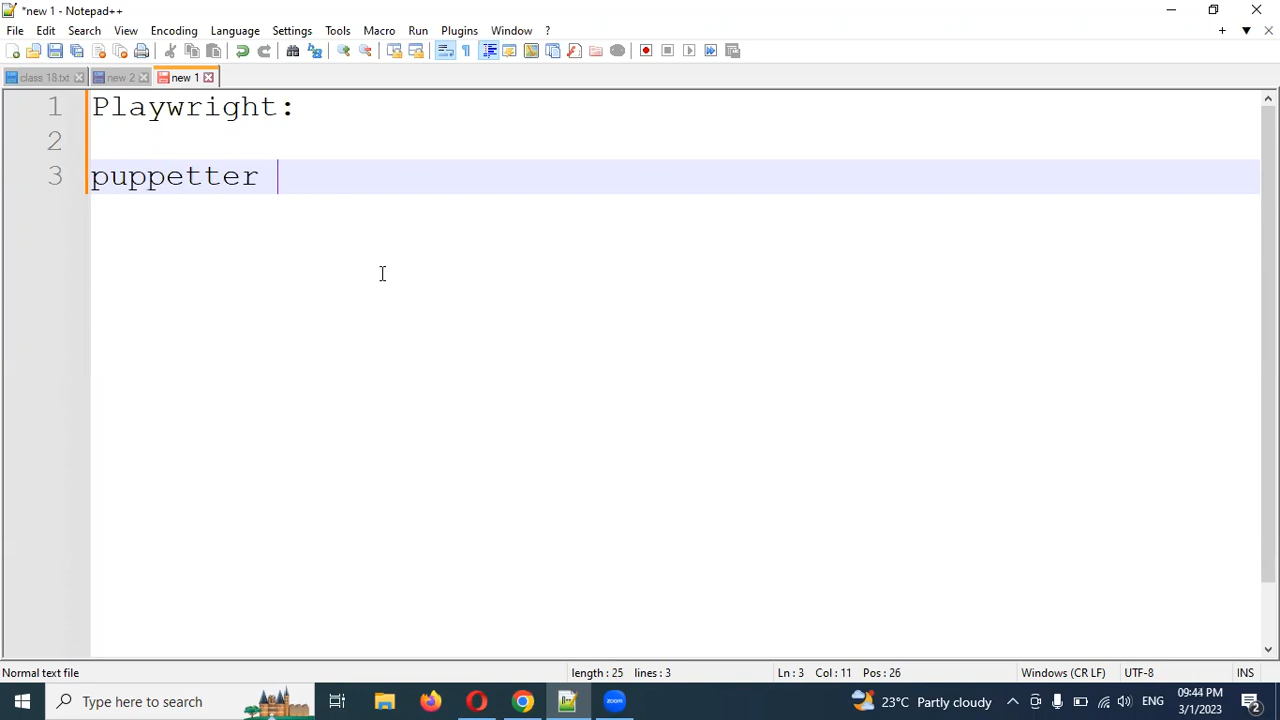 *new 1 - Notepad++
File Edit Search View Encoding Language Settings Tools Macro Run Plugins Window ?
class 18.txt new 2 new 1
1 Playwright:
2
3 puppetter
Normal text file length : 25 lines : 3 Ln : 3 Col : 11 Pos : 26 Windows (CR LF) UTF-8 INS
Type here to search zoom 23°C Partly cloudy ENG 09:44 PM 3/1/2023 2